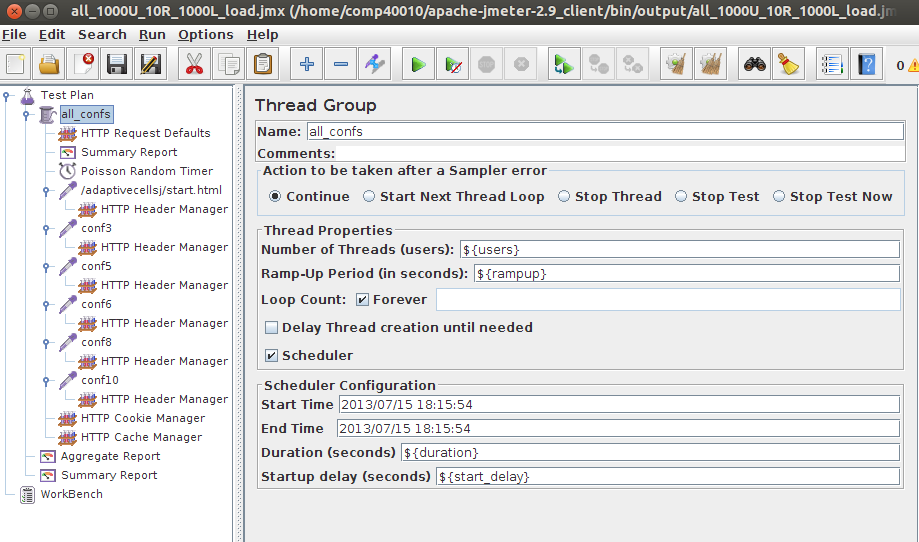 all_1000U_10R_1000L_load.jmx (/home/comp40010/apache-jmeter-2.9_client/bin/output/all_1000U_10R_1000L_load.jm
File Edit Search Run Options Help
0
Test Plan
all_confs
HTTP Request Defaults
Summary Report
Poisson Random Timer
/adaptivecellsj/start.html
HTTP Header Manager
conf3
HTTP Header Manager
conf5
HTTP Header Manager
conf6
HTTP Header Manager
conf8
HTTP Header Manager
conf10
HTTP Header Manager
HTTP Cookie Manager
HTTP Cache Manager
Aggregate Report
Summary Report
WorkBench
Thread Group
Name: all_confs
Comments:
Action to be taken after a Sampler error
Continue Start Next Thread Loop Stop Thread Stop Test Stop Test Now
Thread Properties
Number of Threads (users): ${users}
Ramp-Up Period (in seconds): ${rampup}
Loop Count: Forever
Delay Thread creation until needed
Scheduler
Scheduler Configuration
Start Time 2013/07/15 18:15:54
End Time 2013/07/15 18:15:54
Duration (seconds) ${duration}
Startup delay (seconds) ${start_delay}